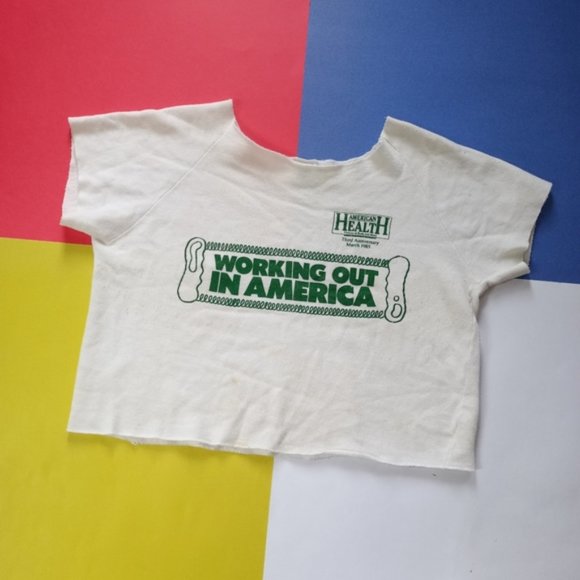 AMERICAN
HEALTH
Third Anniversary
March 1985
WORKING OUT
IN AMERICA